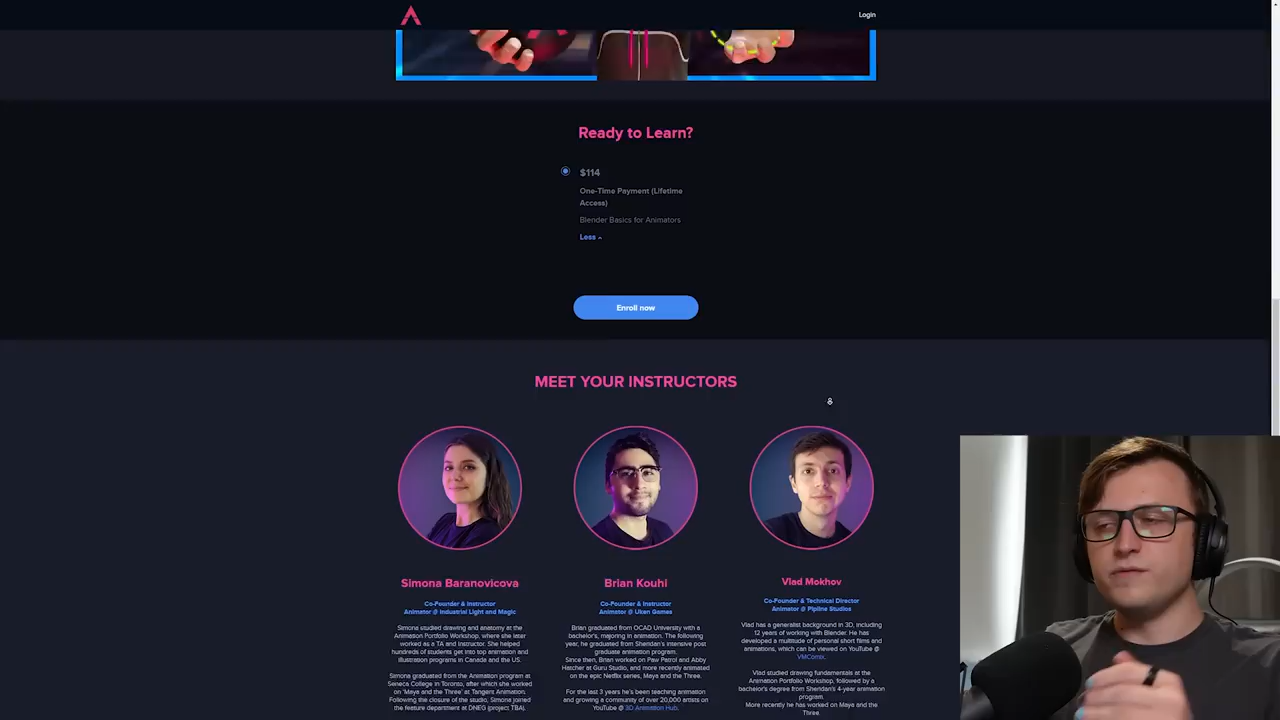 Login
Ready to Learn?
$114
One-Time Payment (Lifetime
Access)
Blender Basics for Animators
Less
Enroll now
MEET YOUR INSTRUCTORS
Simona Baranovicova
Co-Founder & Instructor
Animator @ Industrial Light and Magic
Simona studied drawing and anatomy at the
Animation Portfolio Workshop, where she later
worked as a TA and instructor. She helped
hundreds of students get into top animation and
illustration programs in Canada and the US.
Simona graduated from the Animation program at
Seneca College in Toronto, after which she worked
on 'Maya and the Three' at Tangent Animation.
Following the closure of the studio, Simona joined
the feature department at DNEG (project TBA).
Brian Kouhi
Co-Founder & Instructor
Animator @ Uken Games
Brian graduated from OCAD University with a
bachelor's, majoring in animation. The following
year, he graduated from Sheridan's intensive post
graduate animation program.
Since then, Brian worked on Paw Patrol and Abby
Hatcher at Guru Studio, and more recently animated
on the epic Netflix series, Maya and the Three.
For the last 3 years he's been teaching animation
and growing a community of over 20,000 artists on
YouTube @ 3D Animation Hub.
Vlad Mokhov
Co-Founder & Technical Director
Animator @ Pipline Studios
Vlad has a generalist background in 3D, including
12 years of working with Blender. He has
developed a multitude of personal short films and
animations, which can be viewed on YouTube @
VMComix.
Vlad studied drawing fundamentals at the
Animation Portfolio Workshop, followed by a
bachelor's degree from Sheridan's 4-year animation
program.
More recently he has worked on Maya and the
Three.